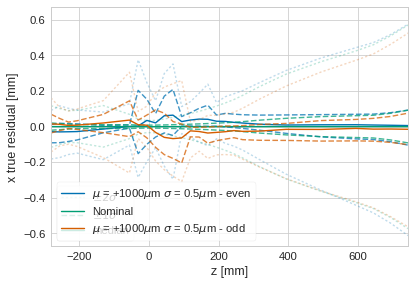 0.6
0.4
0.2
0.0
−0.2
−0.4
−0.6
x true residual [mm]
μ = +1000μm σ = 0.5μm - even
Nominal
μ = +1000μm σ = 0.5μm - odd
−200 0 200 400 600
z [mm]